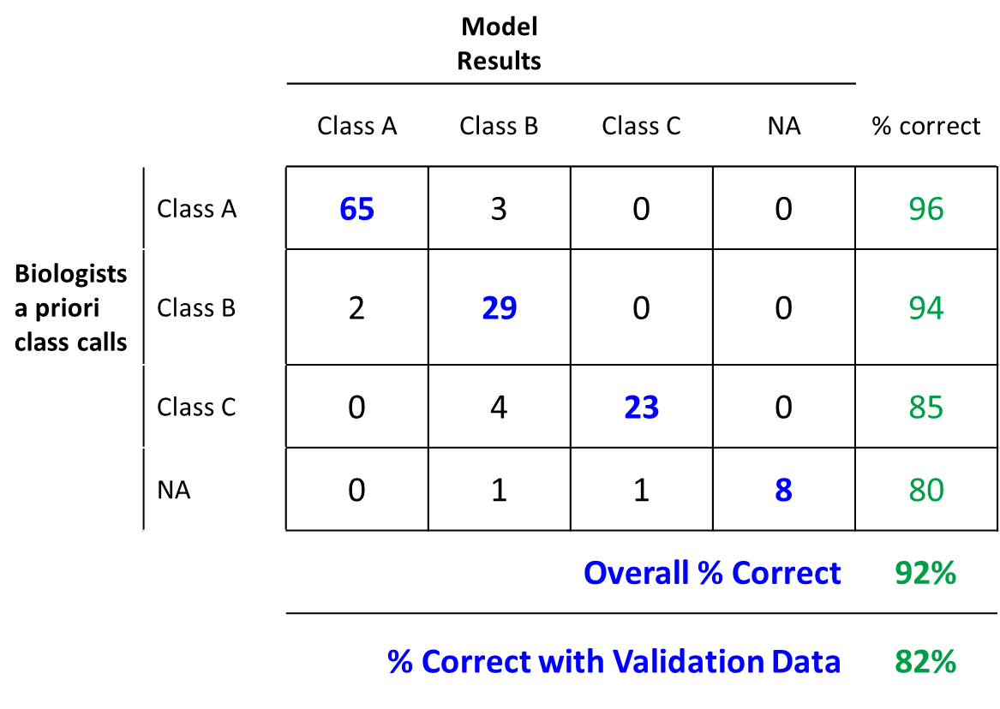 Model
Results
Class A Class B Class C NA % correct
Class A 65 3 0 0 96
Biologists
a priori
class calls
Class B 2 29 0 0 94
Class C 0 4 23 0 85
NA 0 1 1 8 80
Overall % Correct 92%
% Correct with Validation Data 82%